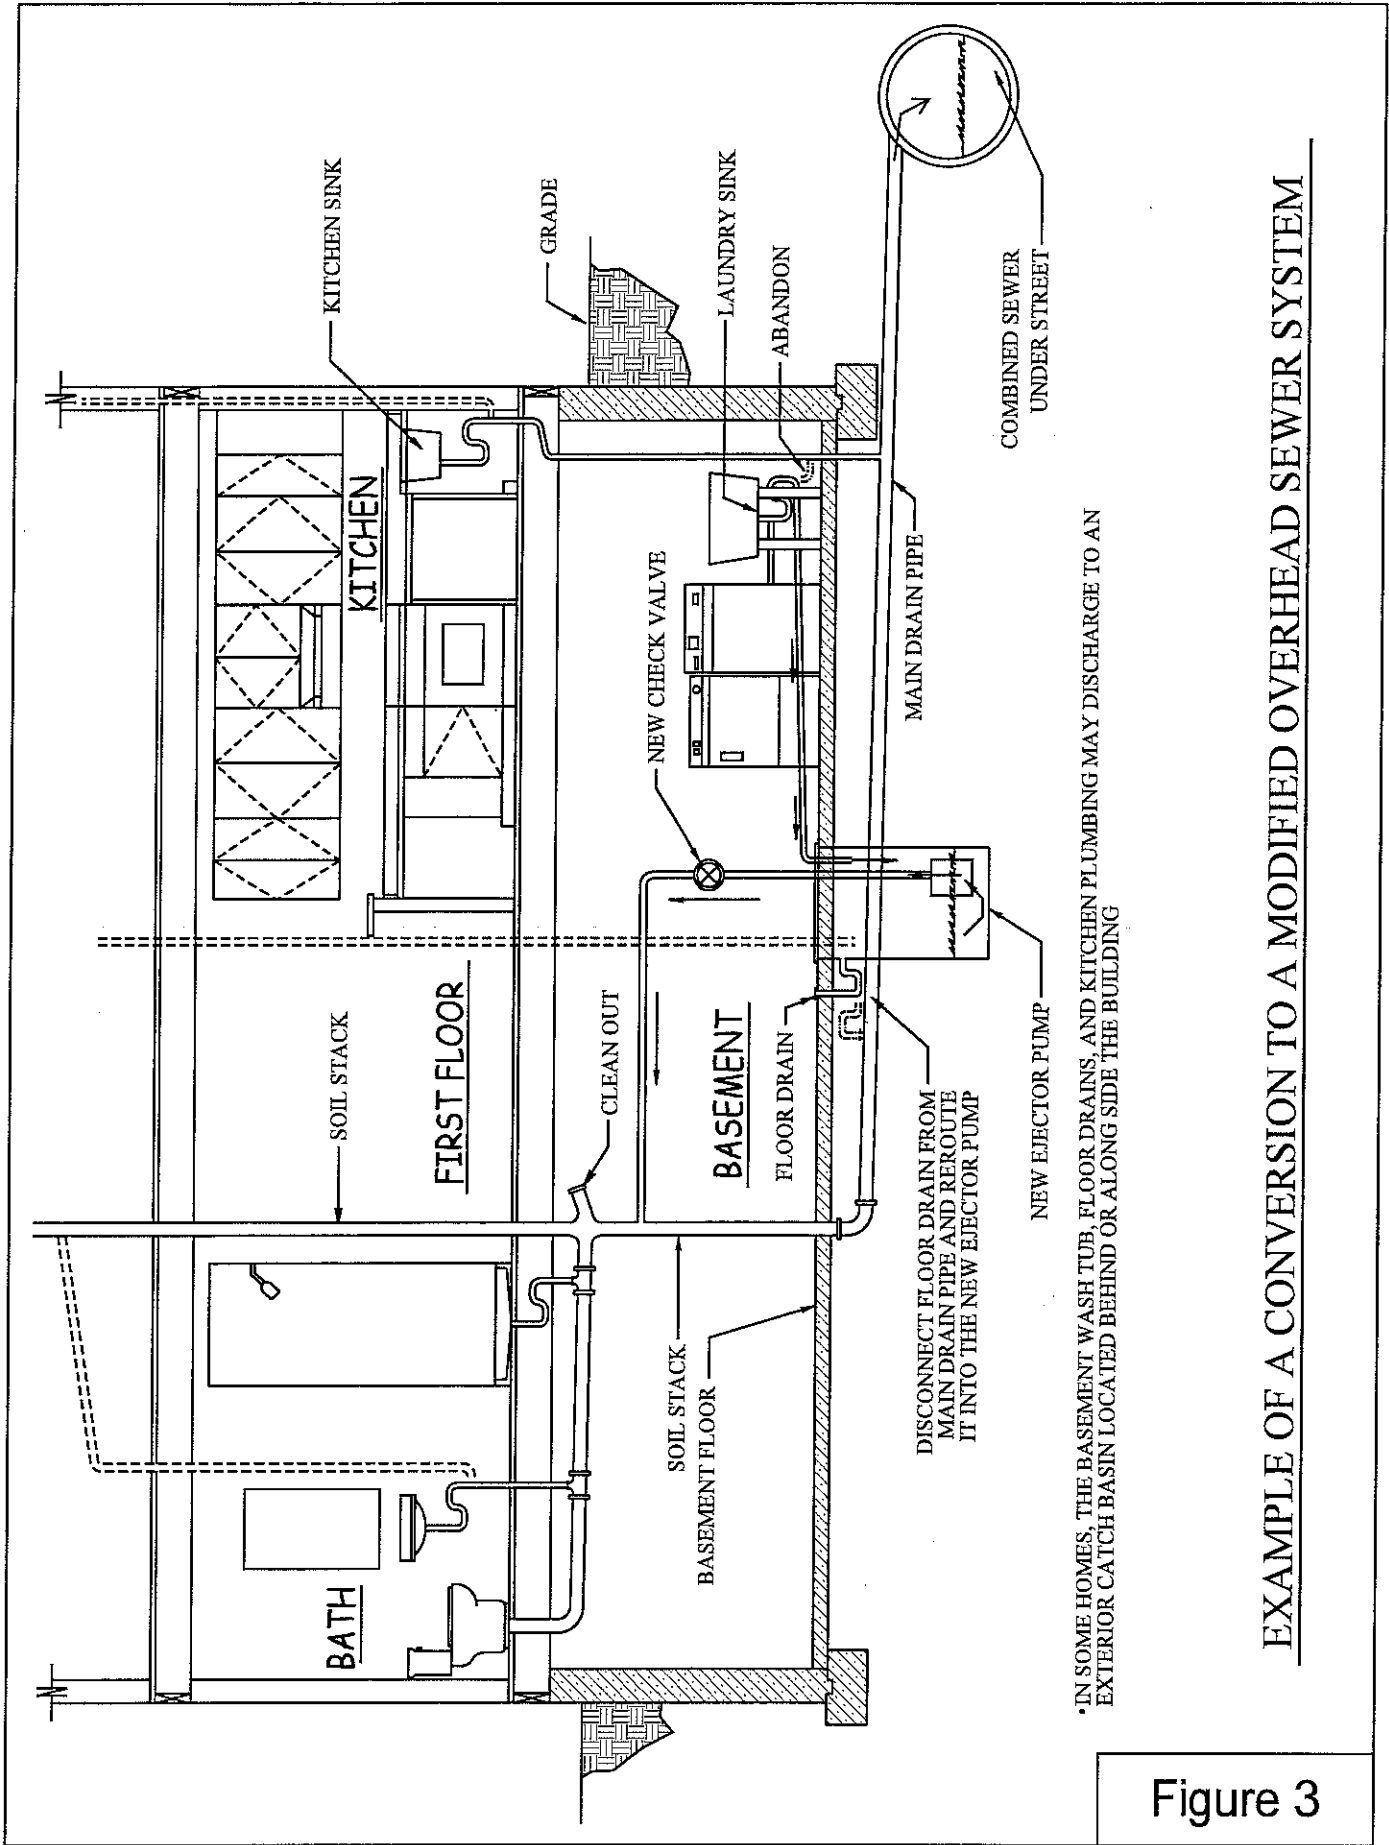 KITCHEN SINK
GRADE
LAUNDRY SINK
ABANDON
COMBINED SEWER
UNDER STREET
KITCHEN
NEW CHECK VALVE
MAIN DRAIN PIPE
SOIL STACK
FIRST FLOOR
CLEAN OUT
BASEMENT
FLOOR DRAIN
NEW EJECTOR PUMP
BATH
SOIL STACK
BASEMENT FLOOR
DISCONNECT FLOOR DRAIN FROM
MAIN DRAIN PIPE AND REROUTE
IT INTO THE NEW EJECTOR PUMP
•IN SOME HOMES, THE BASEMENT WASH TUB, FLOOR DRAINS, AND KITCHEN PLUMBING MAY DISCHARGE TO AN
EXTERIOR CATCH BASIN LOCATED BEHIND OR ALONG SIDE THE BUILDING
EXAMPLE OF A CONVERSION TO A MODIFIED OVERHEAD SEWER SYSTEM
Figure 3